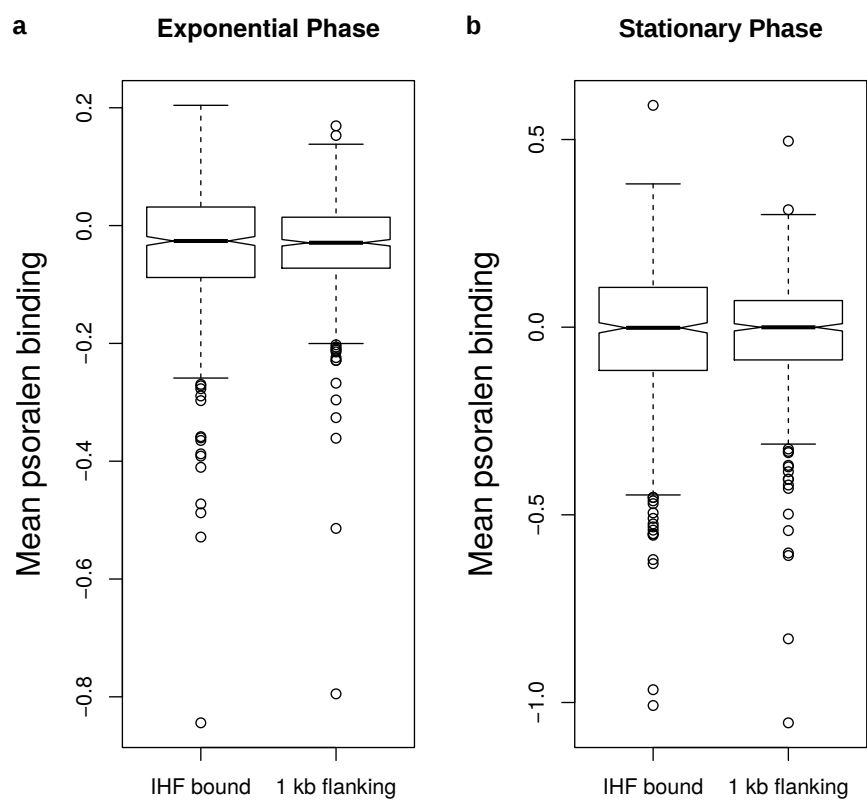 a
Exponential Phase
Mean psoralen binding
0.2
0.0
−0.2
−0.4
−0.6
−0.8
IHF bound
1 kb flanking
b
Stationary Phase
Mean psoralen binding
0.5
0.0
−0.5
−1.0
IHF bound
1 kb flanking